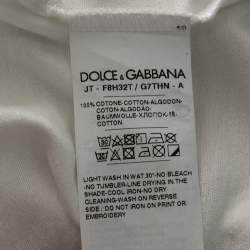 DOLCE & GABBANA
JT - F8H32T / G7THN - A
100% COTONE-COTTON-ALGODON-
COTTON-ALGODÃO-
BAUMWOLLE-ХЛОПОК-棉-
COTTON
LIGHT WASH IN WAT.30°-NO BLEACH
-NO TUMBLER-LINE DRYING IN THE
SHADE-COOL IRON-NO DRY
CLEANING-WASH ON REVERSE
SIDE / DO NOT IRON ON PRINT OR
EMBROIDERY